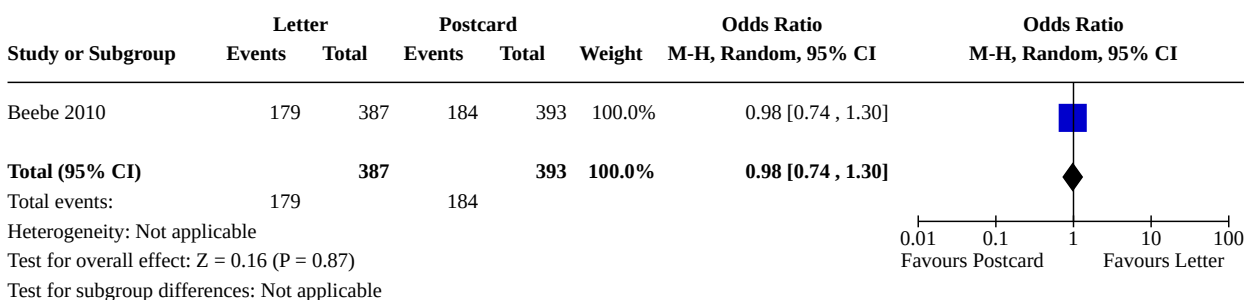 Letter Postcard Odds Ratio Odds Ratio
Study or Subgroup Events Total Events Total Weight M-H, Random, 95% CI M-H, Random, 95% CI
Beebe 2010 179 387 184 393 100.0% 0.98 [0.74 , 1.30]
Total (95% CI) 387 393 100.0% 0.98 [0.74 , 1.30]
Total events: 179 184
Heterogeneity: Not applicable
0.01 0.1 1 10 100
Test for overall effect: Z = 0.16 (P = 0.87) Favours Postcard Favours Letter
Test for subgroup differences: Not applicable